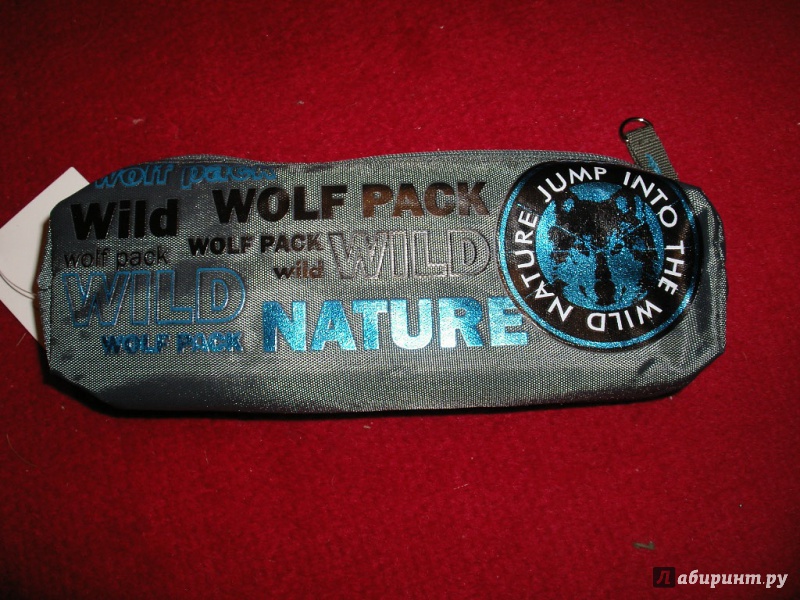 wolf pack
Wild WOLF PACK
wolf pack WOLF PACK WILD
wild
WILD NATURE
WOLF PACK
JUMP INTO THE WILD NATURE
Лабиринт.ру